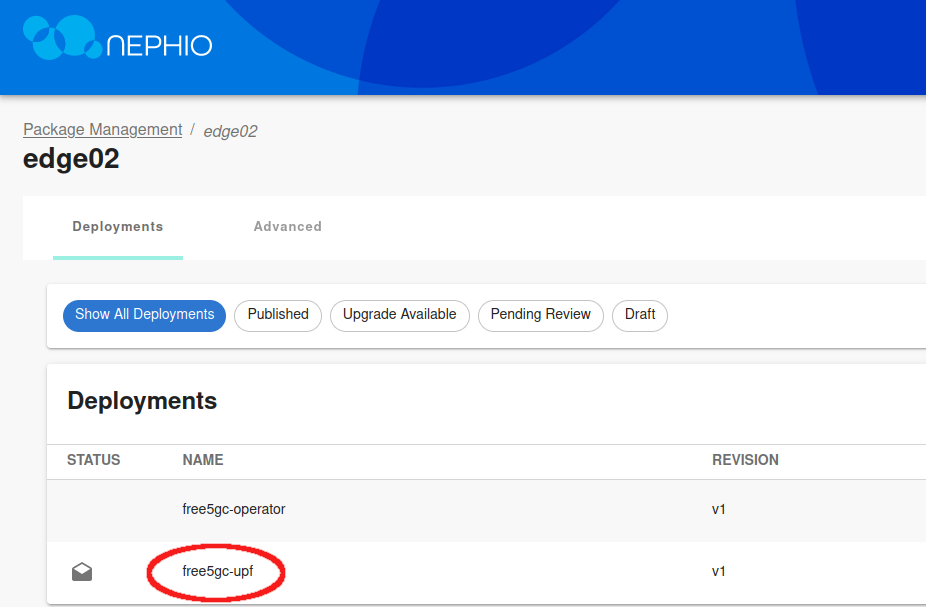 NEPHIO
Package Management / edge02
edge02
Deployments Advanced
Show All Deployments Published Upgrade Available Pending Review Draft
Deployments
STATUS NAME REVISION
free5gc-operator v1
free5gc-upf v1